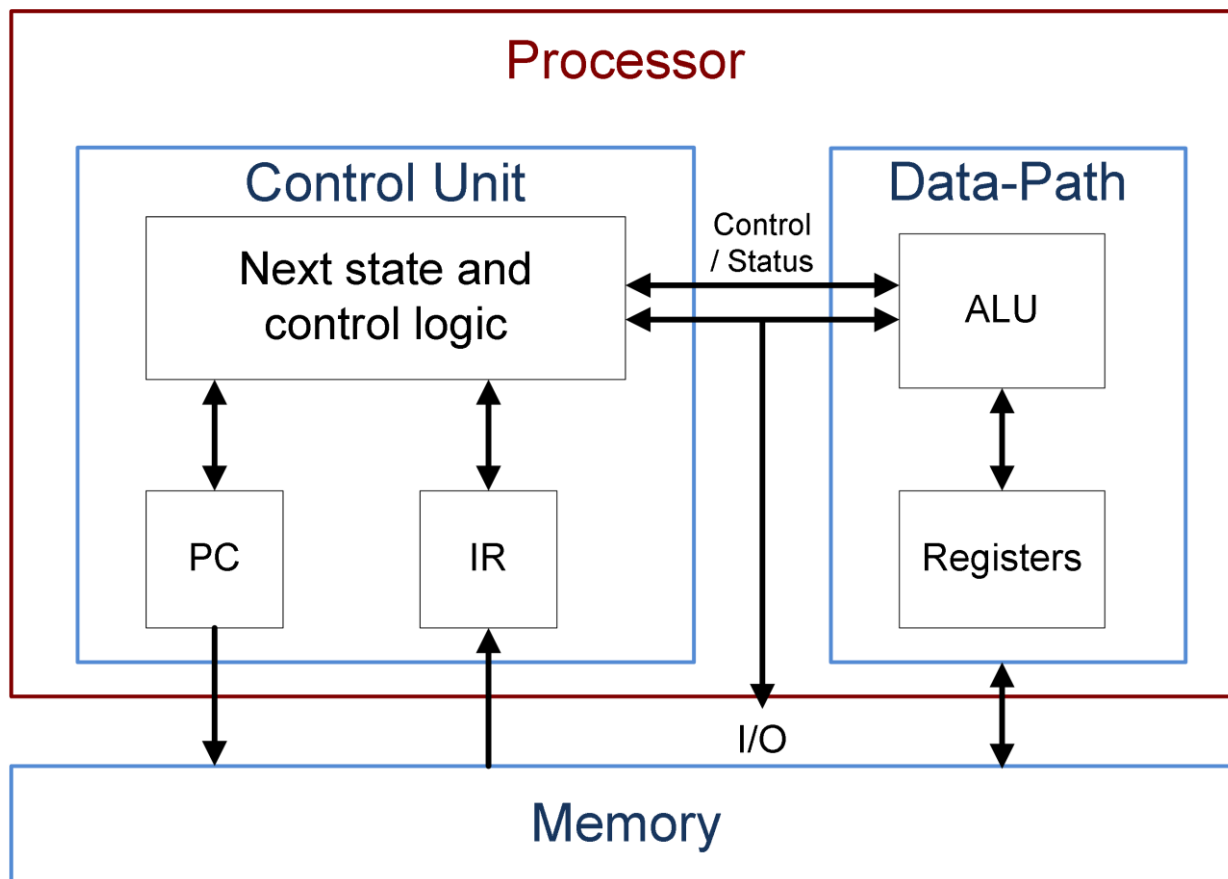 Processor
Control Unit
Next state and
control logic
PC
IR
Control
/ Status
Data-Path
ALU
Registers
I/O
Memory